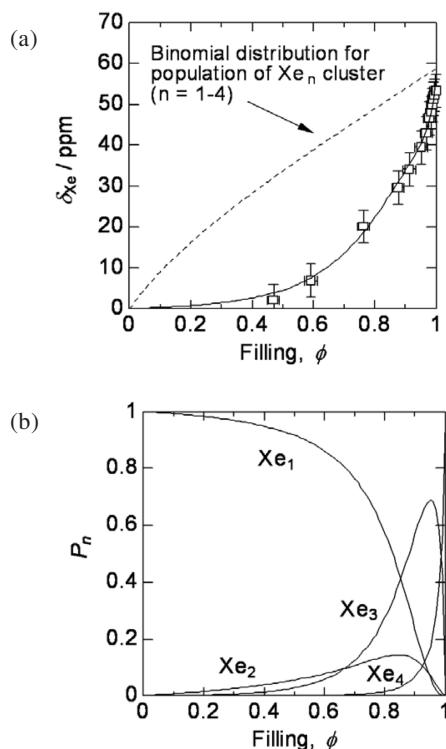 (a)
Binomial distribution for
population of Xeₙ cluster
(n = 1-4)
δXe / ppm
60
50
40
30
20
10
0
0 0.2 0.4 0.6 0.8 1
Filling, ϕ
(b)
Pₙ
1
0.8
0.6
0.4
0.2
0
Xe₁
Xe₃
Xe₂
Xe₄
0 0.2 0.4 0.6 0.8 1
Filling, ϕ